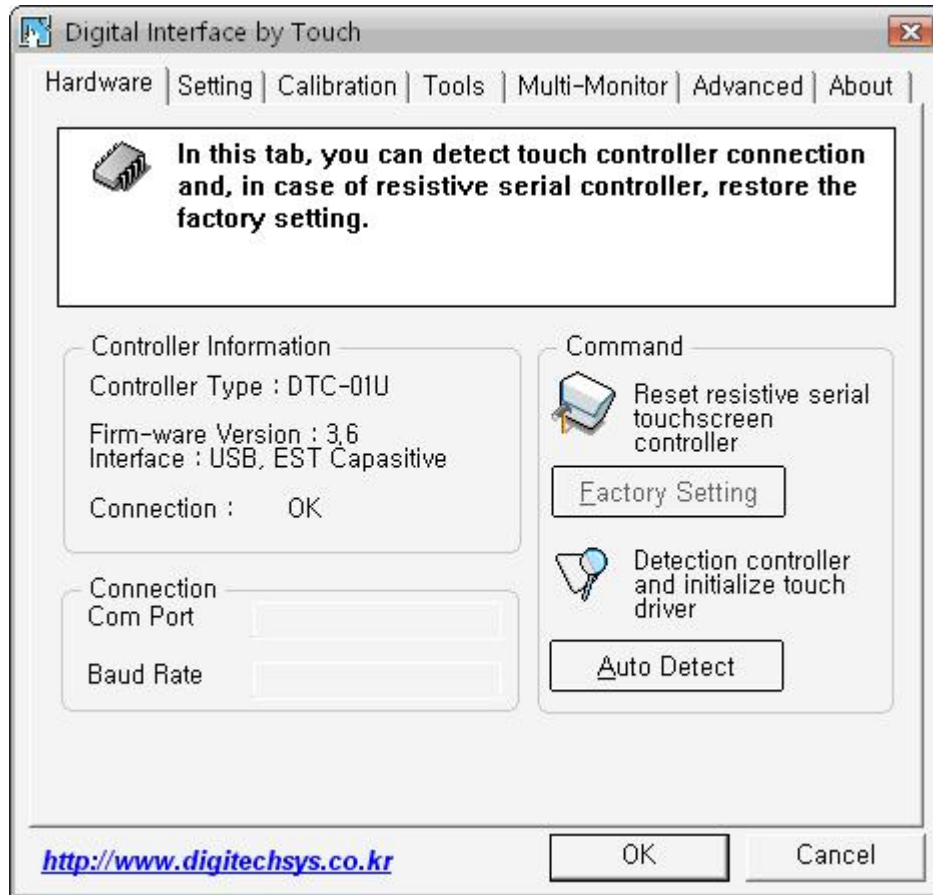 Digital Interface by Touch
Hardware Setting Calibration Tools Multi-Monitor Advanced About
In this tab, you can detect touch controller connection
and, in case of resistive serial controller, restore the
factory setting.
Controller Information
Controller Type : DTC-01U
Firm-ware Version : 3.6
Interface : USB, EST Capasitive
Connection : OK
Connection
Com Port
Baud Rate
Command
Reset resistive serial
touchscreen
controller
Factory Setting
Detection controller
and initialize touch
driver
Auto Detect
http://www.digitechsys.co.kr
OK
Cancel